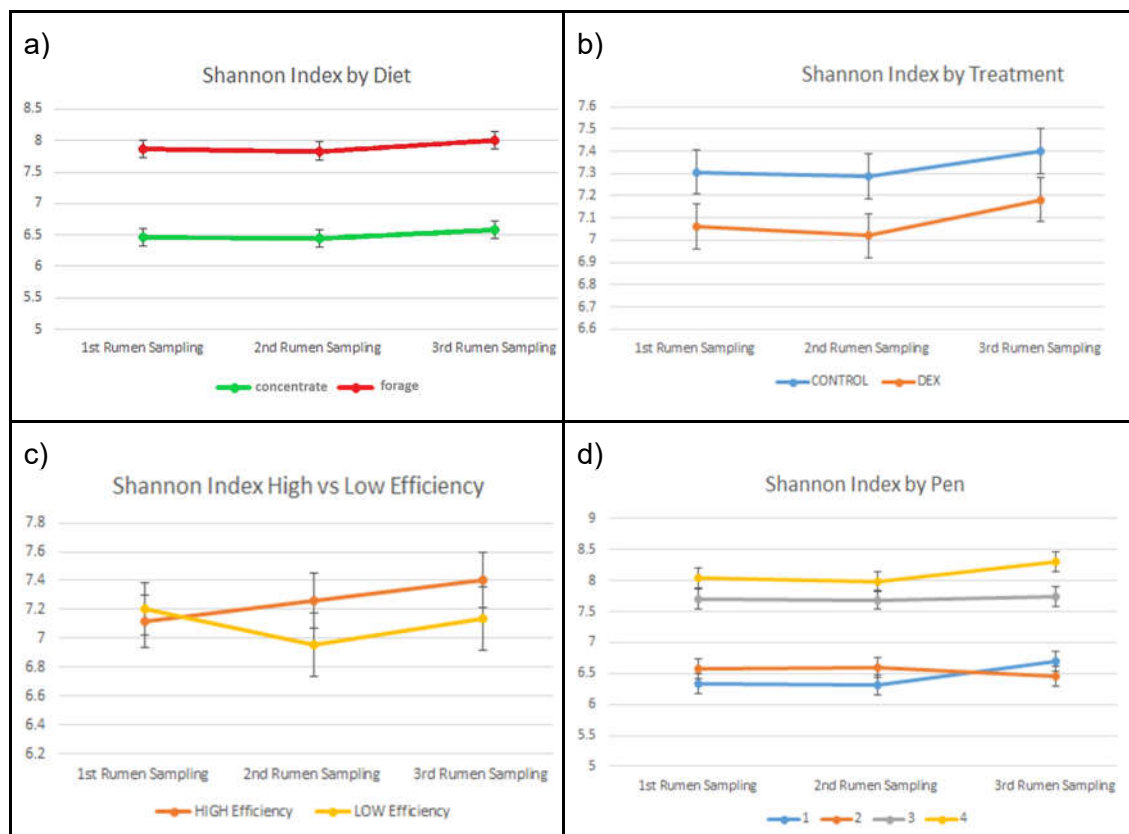 a)
Shannon Index by Diet
8.5
8
7.5
7
6.5
6
5.5
5
1st Rumen Sampling 2nd Rumen Sampling 3rd Rumen Sampling
concentrate forage
b)
Shannon Index by Treatment
7.6
7.5
7.4
7.3
7.2
7.1
7
6.9
6.8
6.7
6.6
1st Rumen Sampling 2nd Rumen Sampling 3rd Rumen Sampling
CONTROL DEX
c)
Shannon Index High vs Low Efficiency
7.8
7.6
7.4
7.2
7
6.8
6.6
6.4
6.2
1st Rumen Sampling 2nd Rumen Sampling 3rd Rumen Sampling
HIGH Efficiency LOW Efficiency
d)
Shannon Index by Pen
9
8.5
8
7.5
7
6.5
6
5.5
5
1st Rumen Sampling 2nd Rumen Sampling 3rd Rumen Sampling
1 2 3 4